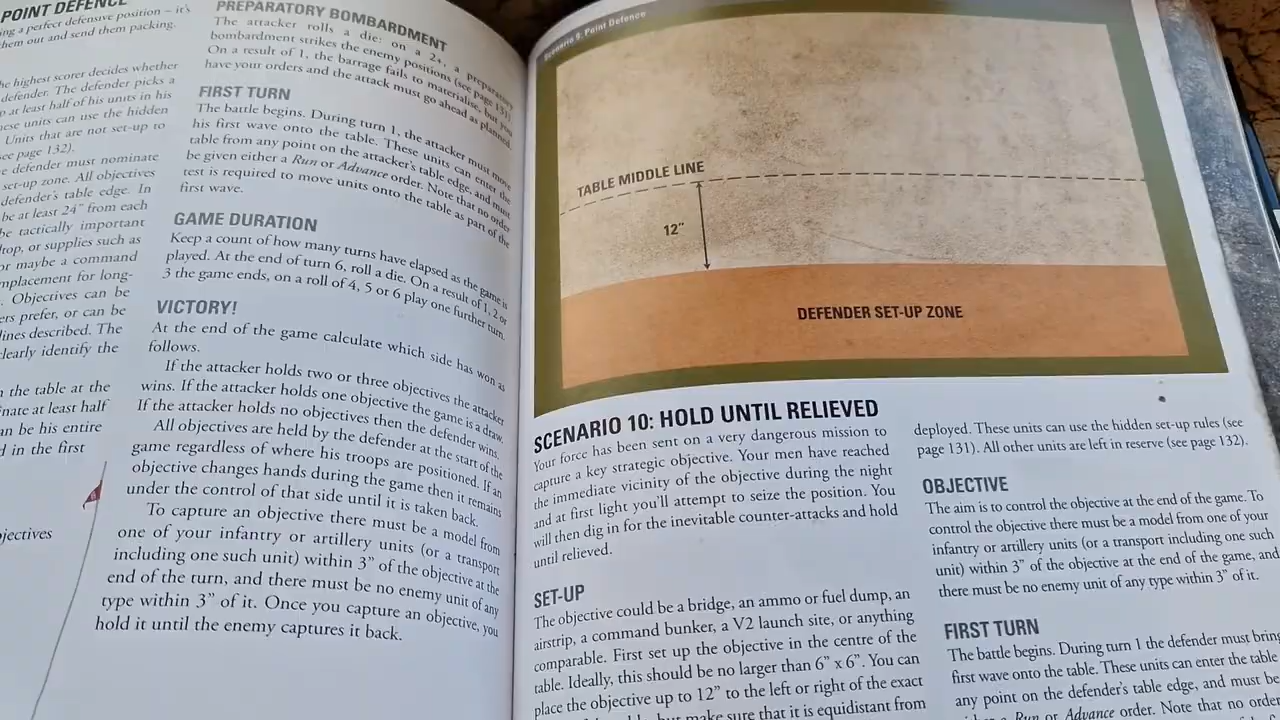 POINT DEFENCE
ing a perfect defensive position – it's
them out and send them packing.
he highest scorer decides whether
defender. The defender picks a
p at least half of his units in his
ese units can use the hidden
Units that are not set-up to
ee page 132).
e defender must nominate
set-up zone. All objectives
defender's table edge. In
be at least 24" from each
he tactically important
top, or supplies such as
or maybe a command
mplacement for long-
. Objectives can be
ers prefer, or can be
lines described. The
learly identify the
n the table at the
nate at least half
an be his entire
d in the first
jectives
PREPARATORY BOMBARDMENT
The attacker rolls a die: on a 2+, a preparatory
bombardment strikes the enemy positions (see page 131).
On a result of 1, the barrage fails to materialise, but you
have your orders and the attack must go ahead as planned.
FIRST TURN
The battle begins. During turn 1, the attacker must move
his first wave onto the table. These units can enter the
table from any point on the attacker's table edge, and must
be given either a Run or Advance order. Note that no order
test is required to move units onto the table as part of the
first wave.
GAME DURATION
Keep a count of how many turns have elapsed as the game is
played. At the end of turn 6, roll a die. On a result of 1, 2 or
3 the game ends, on a roll of 4, 5 or 6 play one further turn.
VICTORY!
At the end of the game calculate which side has won as
follows.
If the attacker holds two or three objectives the attacker
wins. If the attacker holds one objective the game is a draw.
If the attacker holds no objectives then the defender wins.
All objectives are held by the defender at the start of the
game regardless of where his troops are positioned. If an
objective changes hands during the game then it remains
under the control of that side until it is taken back.
To capture an objective there must be a model from
one of your infantry or artillery units (or a transport
including one such unit) within 3" of the objective at the
end of the turn, and there must be no enemy unit of any
type within 3" of it. Once you capture an objective, you
hold it until the enemy captures it back.
Scenario 9: Point Defence
TABLE MIDDLE LINE
12"
DEFENDER SET-UP ZONE
SCENARIO 10: HOLD UNTIL RELIEVED
Your force has been sent on a very dangerous mission to
capture a key strategic objective. Your men have reached
the immediate vicinity of the objective during the night
and at first light you'll attempt to seize the position. You
will then dig in for the inevitable counter-attacks and hold
until relieved.
SET-UP
The objective could be a bridge, an ammo or fuel dump, an
airstrip, a command bunker, a V2 launch site, or anything
comparable. First set up the objective in the centre of the
table. Ideally, this should be no larger than 6" x 6". You can
place the objective up to 12" to the left or right of the exact
but make sure that it is equidistant from
deployed. These units can use the hidden set-up rules (see
page 131). All other units are left in reserve (see page 132).
OBJECTIVE
The aim is to control the objective at the end of the game. To
control the objective there must be a model from one of your
infantry or artillery units (or a transport including one such
unit) within 3" of the objective at the end of the game, and
there must be no enemy unit of any type within 3" of it.
FIRST TURN
The battle begins. During turn 1 the defender must bring
first wave onto the table. These units can enter the table
any point on the defender's table edge, and must be
Run or Advance order. Note that no order